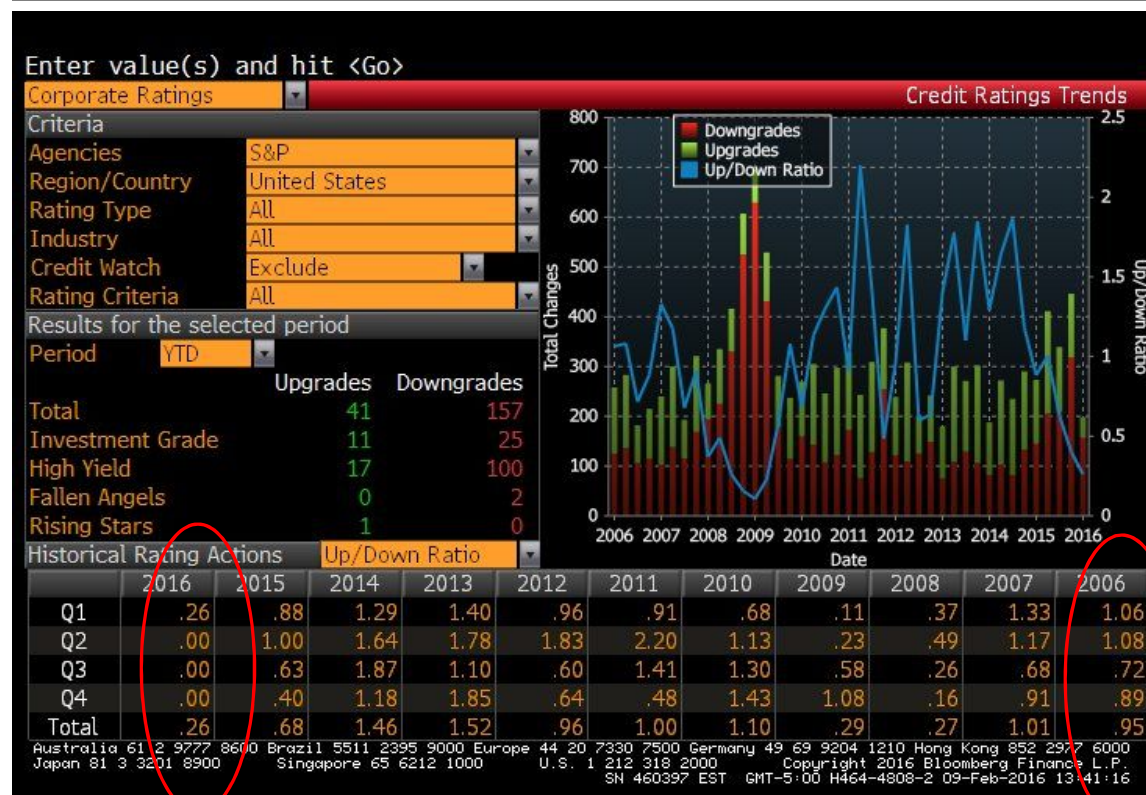 Enter value(s) and hit <Go>
Corporate Ratings Credit Ratings Trends
Criteria
Agencies S&P
Region/Country United States
Rating Type All
Industry All
Credit Watch Exclude
Rating Criteria All
Results for the selected period
Period YTD
Upgrades Downgrades
Total 41 157
Investment Grade 11 25
High Yield 17 100
Fallen Angels 0 2
Rising Stars 1 0
Historical Rating Actions Up/Down Ratio
Downgrades
Upgrades
Up/Down Ratio
Total Changes
800
700
600
500
400
300
200
100
0
2.5
2
1.5
1
0.5
0
Up/Down Ratio
2006 2007 2008 2009 2010 2011 2012 2013 2014 2015 2016
Date
2016 2015 2014 2013 2012 2011 2010 2009 2008 2007 2006
Q1 .26 .88 1.29 1.40 .96 .91 .68 .11 .37 1.33 1.06
Q2 .00 1.00 1.64 1.78 1.83 2.20 1.13 .23 .49 1.17 1.08
Q3 .00 .63 1.87 1.10 .60 1.41 1.30 .58 .26 .68 .72
Q4 .00 .40 1.18 1.85 .64 .48 1.43 1.08 .16 .91 .89
Total .26 .68 1.46 1.52 .96 1.00 1.10 .29 .27 1.01 .95
Australia 61 2 9777 8600 Brazil 5511 2395 9000 Europe 44 20 7330 7500 Germany 49 69 9204 1210 Hong Kong 852 2977 6000
Japan 81 3 3201 8900 Singapore 65 6212 1000 U.S. 1 212 318 2000 Copyright 2016 Bloomberg Finance L.P.
SN 460397 EST GMT-5:00 H464-4808-2 09-Feb-2016 13:41:16